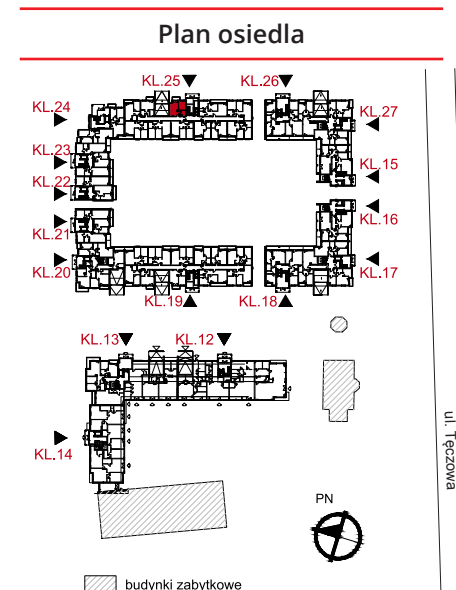 Plan osiedla
KL.25
KL.26
KL.24
KL.27
KL.23
KL.15
KL.22
KL.16
KL.21
KL.20
KL.17
KL.19
KL.18
KL.13
KL.12
KL.14
ul. Tęczowa
PN
budynki zabytkowe